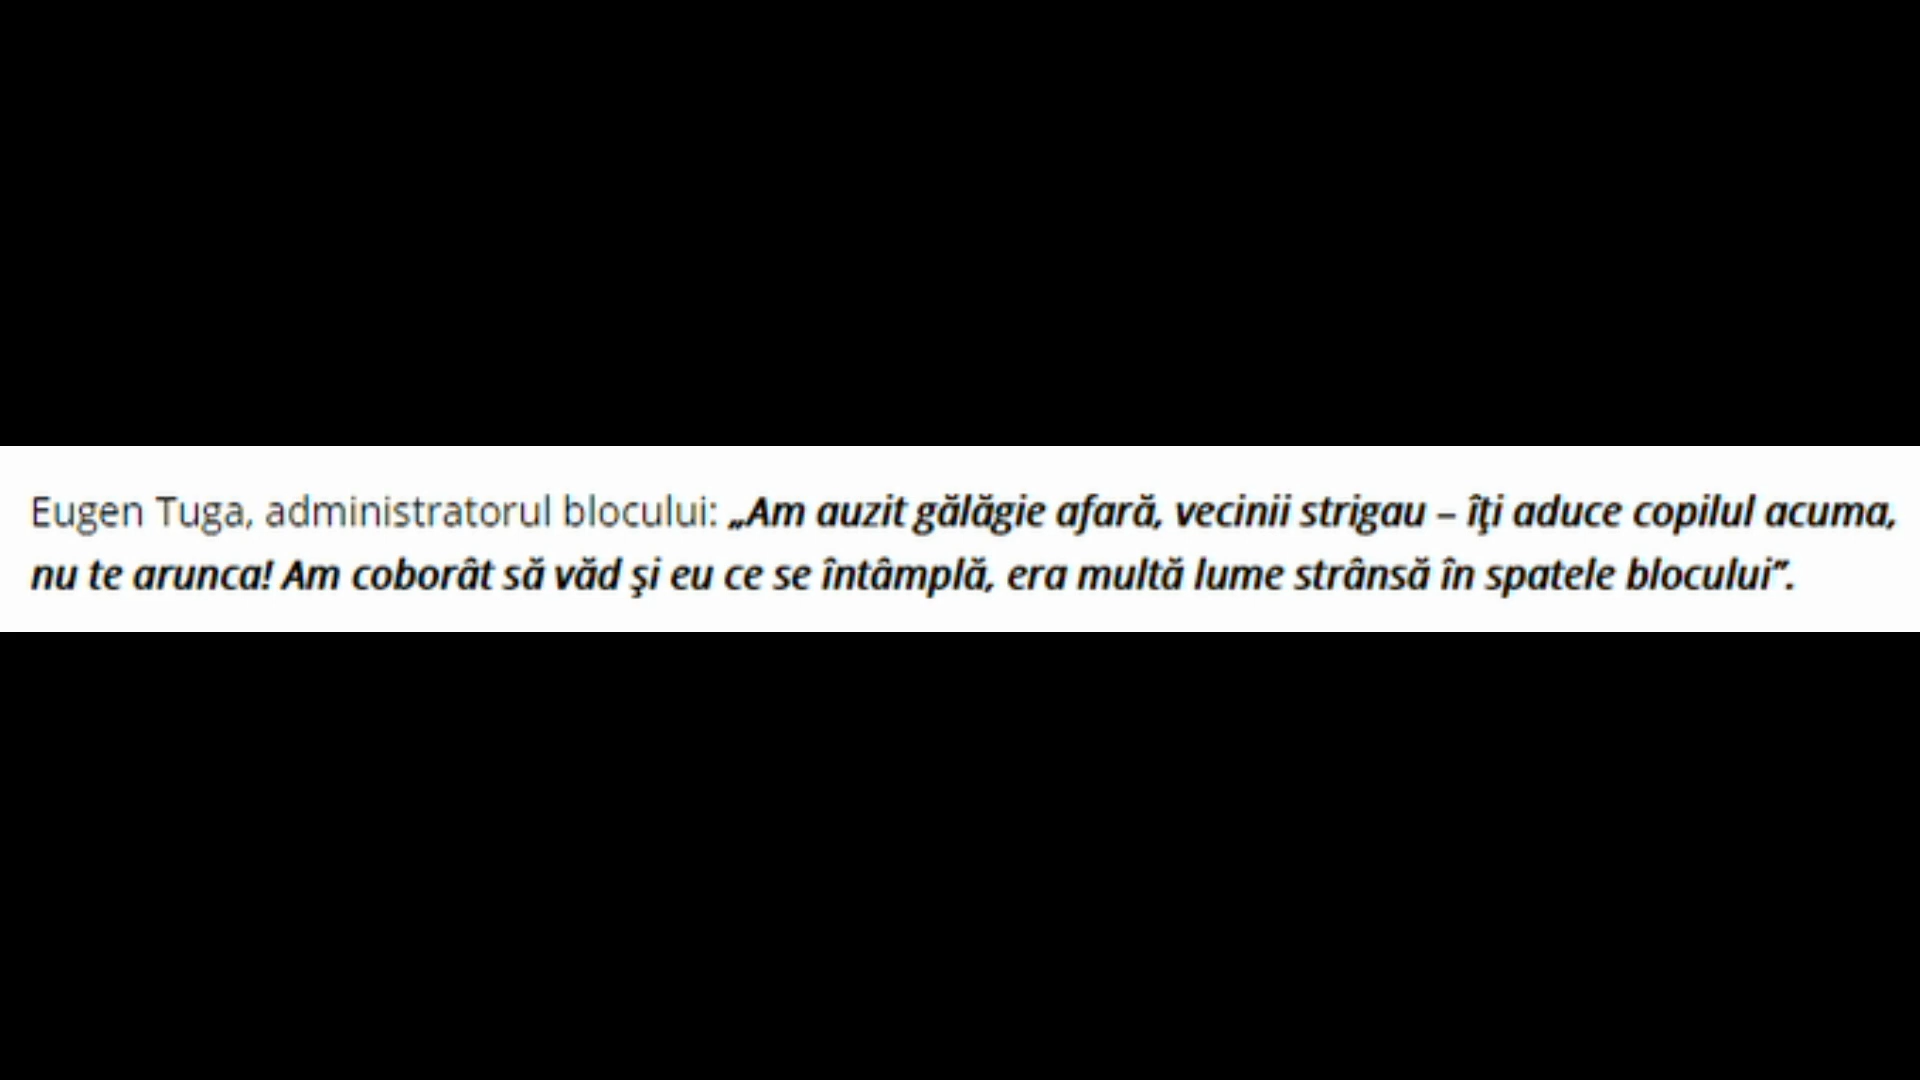 Eugen Tuga, administratorul blocului: „Am auzit gălăgie afară, vecinii strigau – îţi aduce copilul acuma,
nu te arunca! Am coborât să văd şi eu ce se întâmplă, era multă lume strânsă în spatele blocului”.